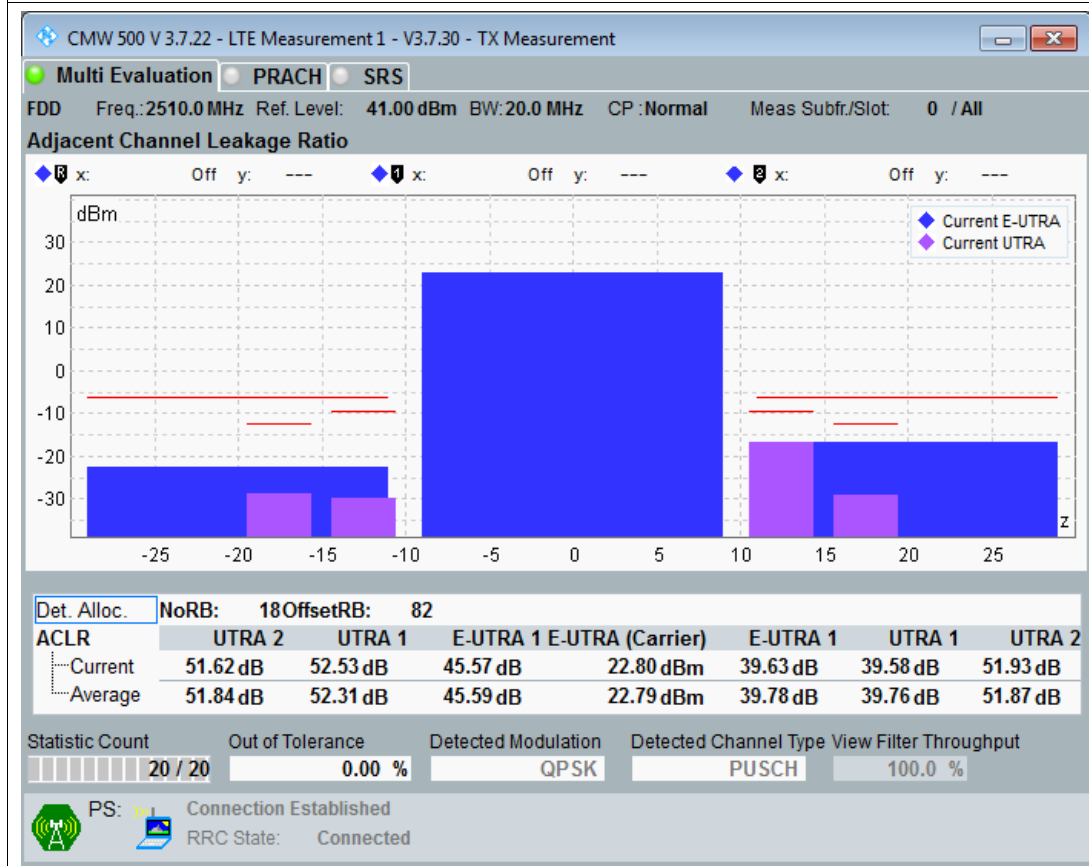 CMW 500 V 3.7.22 - LTE Measurement 1 - V3.7.30 - TX Measurement
Multi Evaluation PRACH SRS
FDD Freq.: 2510.0 MHz Ref. Level: 41.00 dBm BW: 20.0 MHz CP : Normal Meas Subfr./Slot: 0 / All
Adjacent Channel Leakage Ratio
R x: Off y: --- 1 x: Off y: --- 2 x: Off y: ---
dBm
Current E-UTRA
Current UTRA
30
20
10
0
-10
-20
-30
z
-25 -20 -15 -10 -5 0 5 10 15 20 25
Det. Alloc. NoRB: 18 OffsetRB: 82
ACLR UTRA 2 UTRA 1 E-UTRA 1 E-UTRA (Carrier) E-UTRA 1 UTRA 1 UTRA 2
Current 51.62 dB 52.53 dB 45.57 dB 22.80 dBm 39.63 dB 39.58 dB 51.93 dB
Average 51.84 dB 52.31 dB 45.59 dB 22.79 dBm 39.78 dB 39.76 dB 51.87 dB
Statistic Count Out of Tolerance Detected Modulation Detected Channel Type View Filter Throughput
20 / 20 0.00 % QPSK PUSCH 100.0 %
PS: Connection Established
RRC State: Connected